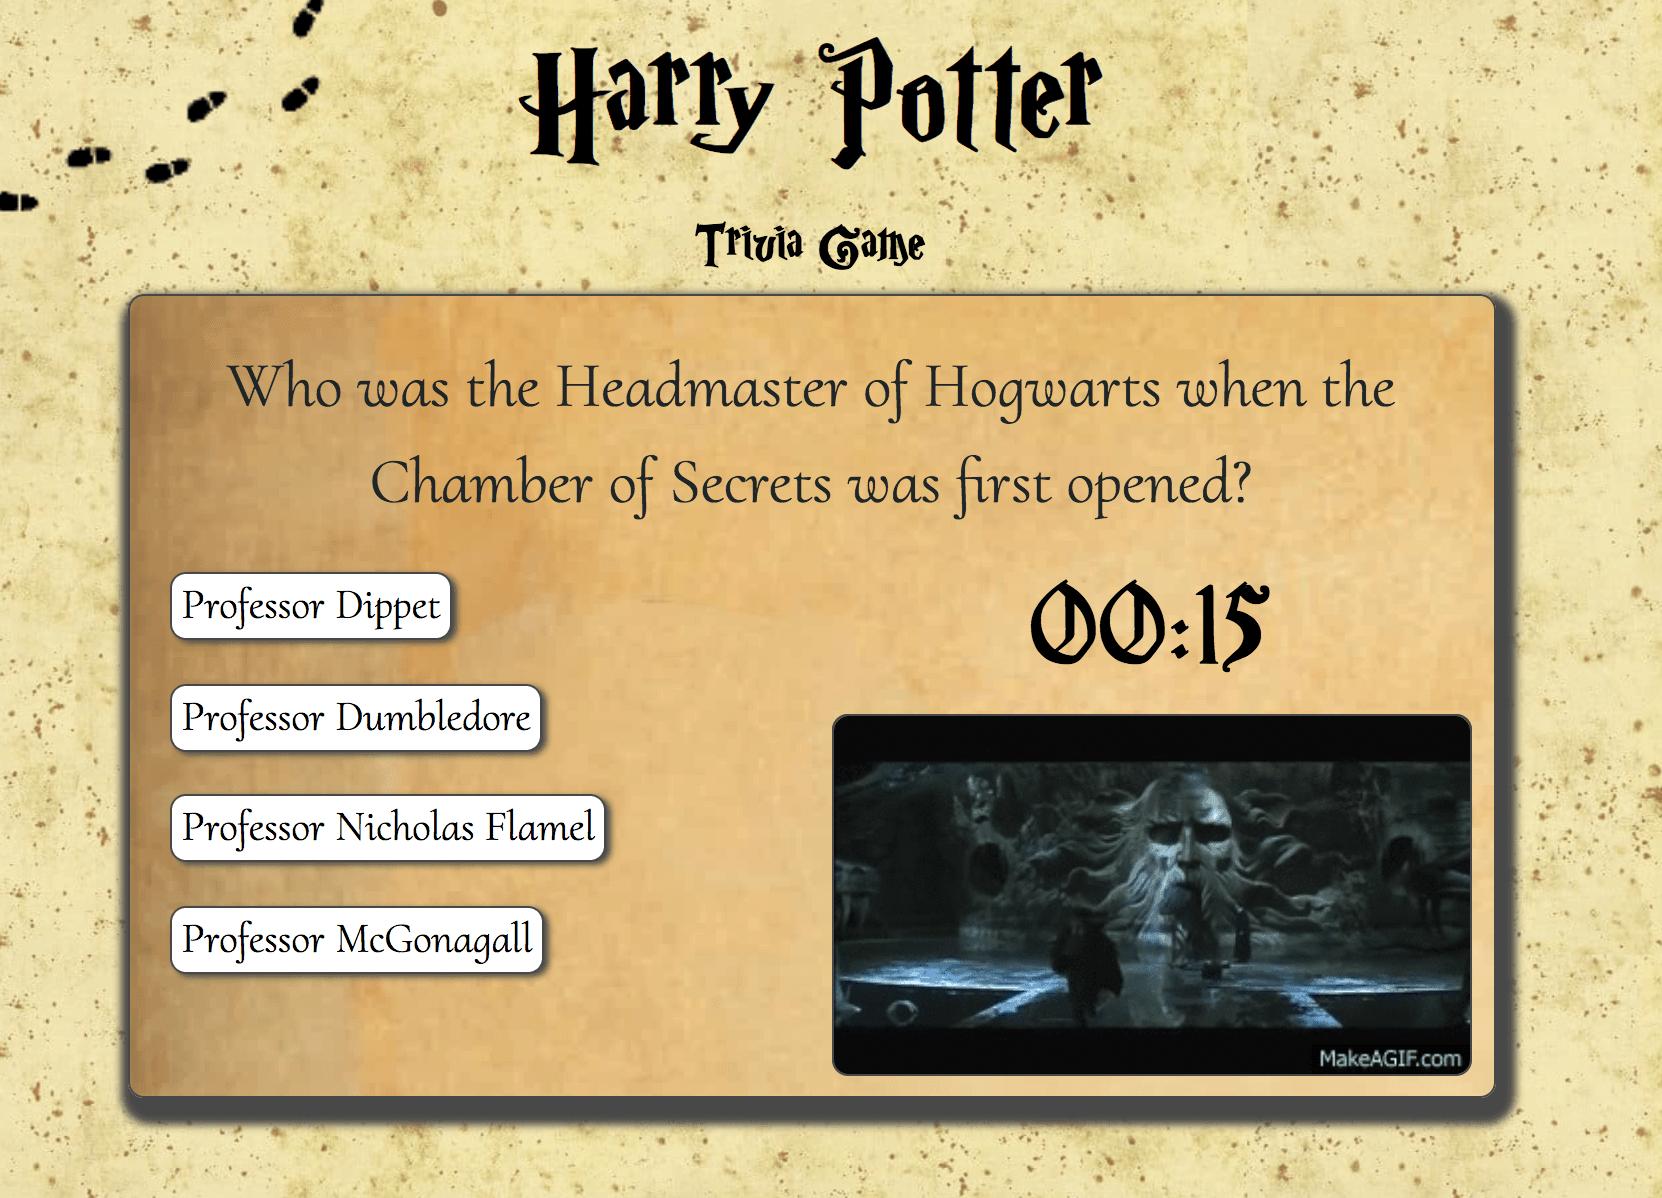 Harry Potter
Trivia Game
Who was the Headmaster of Hogwarts when the
Chamber of Secrets was first opened?
Professor Dippet
00:15
Professor Dumbledore
Professor Nicholas Flamel
Professor McGonagall
MakeAGIF.com